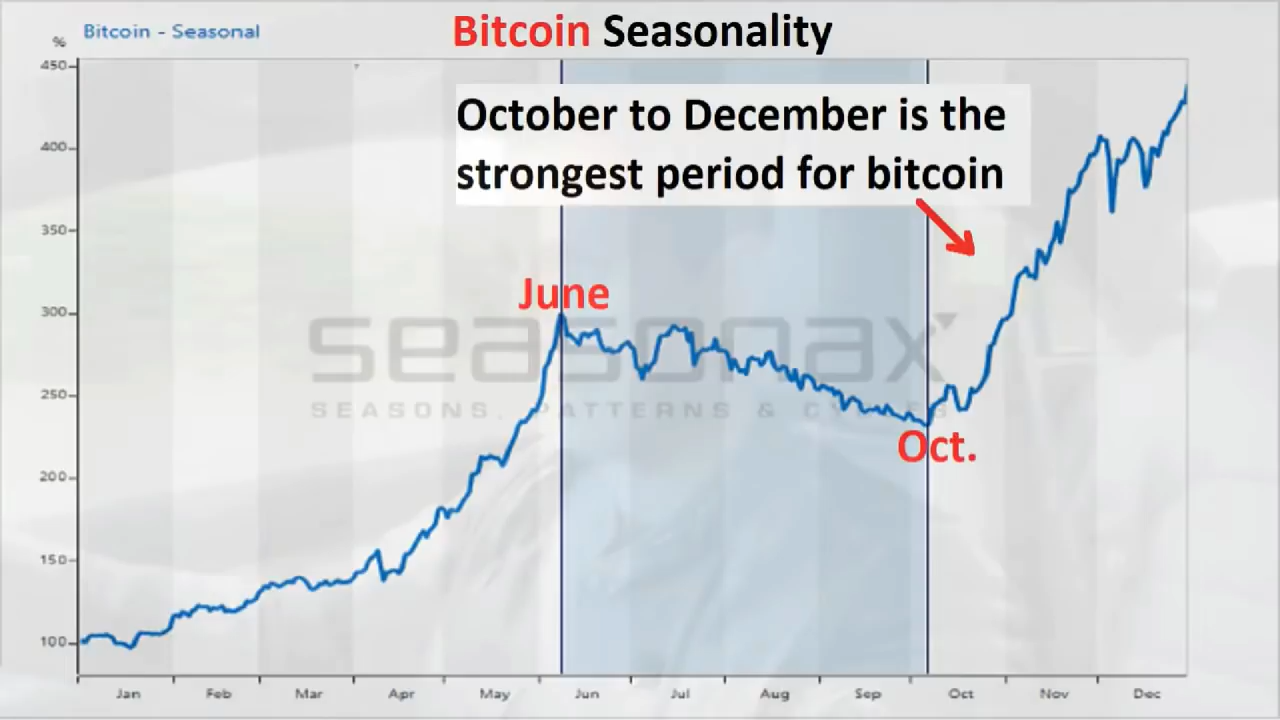 Bitcoin Seasonality
Bitcoin - Seasonal
%
450
October to December is the
strongest period for bitcoin
400
350
June
300
seasonax
SEASONS, PATTERNS & CYCLES
250
Oct.
200
150
100
Jan Feb Mar Apr May Jun Jul Aug Sep Oct Nov Dec